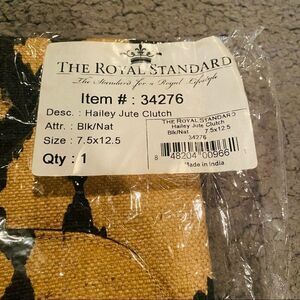 THE ROYAL STANDARD
The Standard for a Royal Lifestyle
Item # : 34276
Desc. : Hailey Jute Clutch
Attr. : Blk/Nat
Size : 7.5x12.5
Qty : 1
THE ROYAL STANDARD
Hailey Jute Clutch
Blk/Nat 7.5x12.5
34276
8 48204 00966 1
Made in India